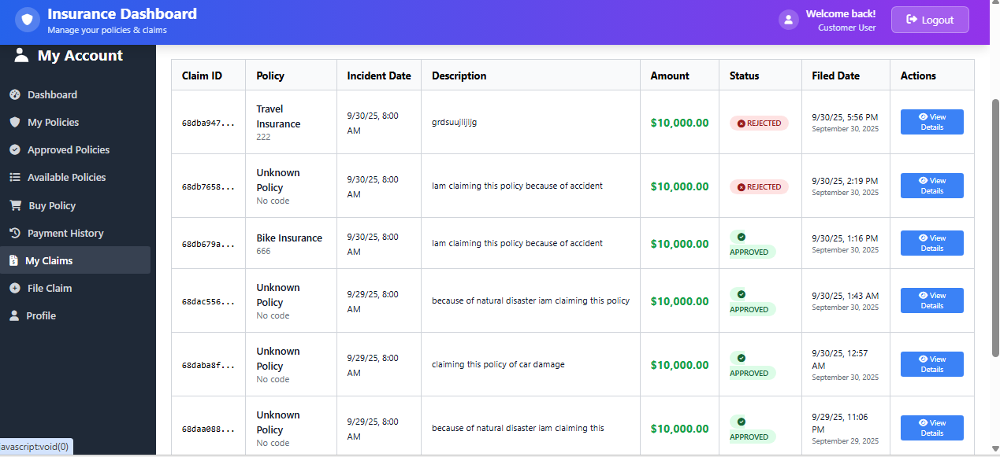 Insurance Dashboard
Manage your policies & claims
Welcome back!
Customer User
Logout
My Account
Dashboard
My Policies
Approved Policies
Available Policies
Buy Policy
Payment History
My Claims
File Claim
Profile
Claim ID Policy Incident Date Description Amount Status Filed Date Actions
68dba947... Travel Insurance 222 9/30/25, 8:00 AM grdsuujlijljg $10,000.00 REJECTED 9/30/25, 5:56 PM September 30, 2025 View Details
68db7658... Unknown Policy No code 9/30/25, 8:00 AM Iam claiming this policy because of accident $10,000.00 REJECTED 9/30/25, 2:19 PM September 30, 2025 View Details
68db679a... Bike Insurance 666 9/30/25, 8:00 AM Iam claiming this policy because of accident $10,000.00 APPROVED 9/30/25, 1:16 PM September 30, 2025 View Details
68dac556... Unknown Policy No code 9/29/25, 8:00 AM because of natural disaster iam claiming this policy $10,000.00 APPROVED 9/30/25, 1:43 AM September 30, 2025 View Details
68daba8f... Unknown Policy No code 9/29/25, 8:00 AM claiming this policy of car damage $10,000.00 APPROVED 9/30/25, 12:57 AM September 30, 2025 View Details
68daa088... Unknown Policy No code 9/29/25, 8:00 AM because of natural disaster iam claiming this $10,000.00 APPROVED 9/29/25, 11:06 PM September 29, 2025 View Details
avascript:void(0)